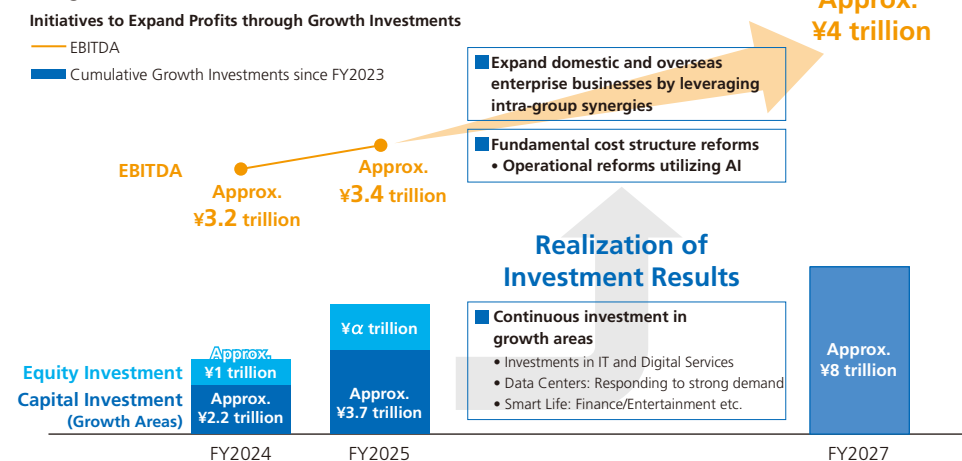 Initiatives to Expand Profits through Growth Investments
EBITDA
Cumulative Growth Investments since FY2023
Approx.
¥4 trillion
Expand domestic and overseas
enterprise businesses by leveraging
intra-group synergies
Fundamental cost structure reforms
• Operational reforms utilizing AI
EBITDA
Approx.
¥3.2 trillion
Approx.
¥3.4 trillion
Realization of
Investment Results
Continuous investment in
growth areas
• Investments in IT and Digital Services
• Data Centers: Responding to strong demand
• Smart Life: Finance/Entertainment etc.
Equity Investment
Capital Investment
(Growth Areas)
Approx.
¥1 trillion
Approx.
¥2.2 trillion
¥α trillion
Approx.
¥3.7 trillion
Approx.
¥8 trillion
FY2024
FY2025
FY2027